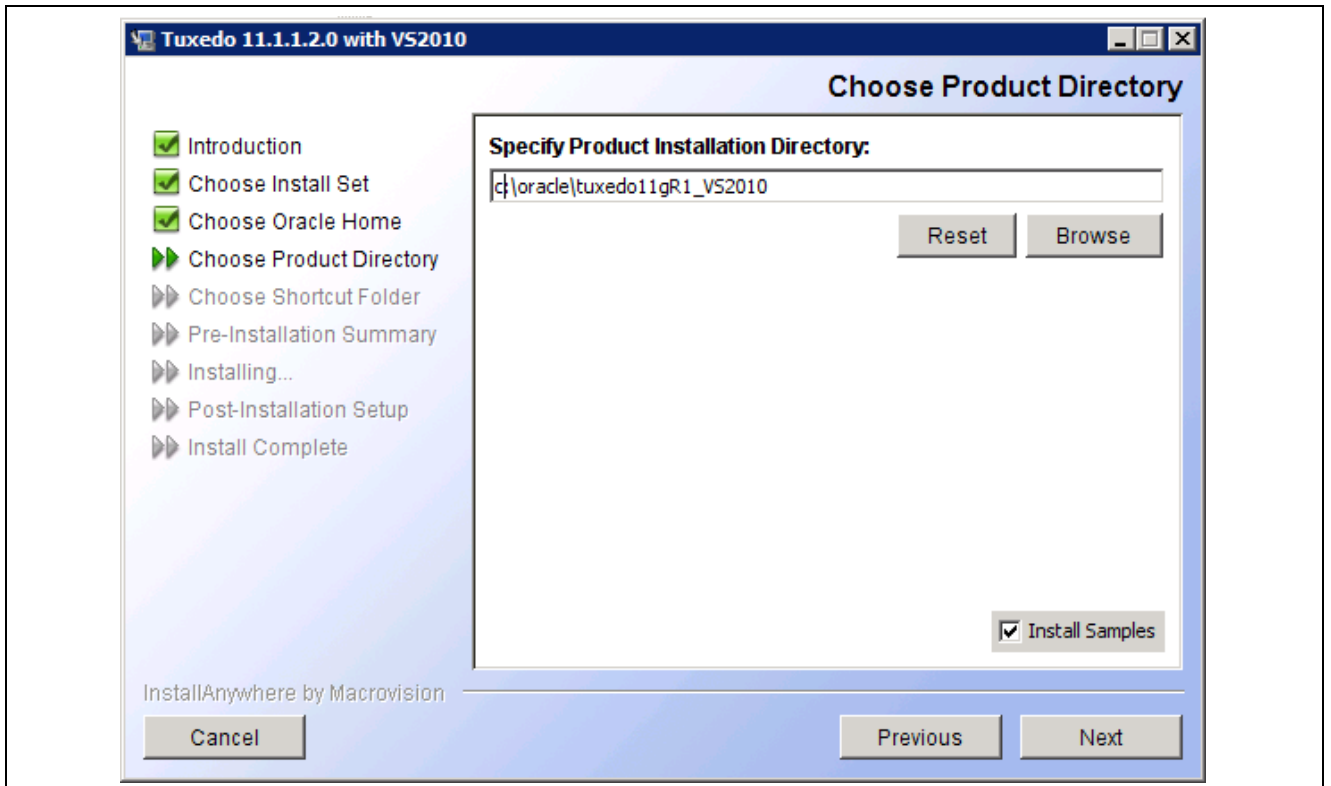 Tuxedo 11.1.1.2.0 with VS2010
Choose Product Directory
Introduction
Choose Install Set
Choose Oracle Home
Choose Product Directory
Choose Shortcut Folder
Pre-Installation Summary
Installing...
Post-Installation Setup
Install Complete
Specify Product Installation Directory:
c:\oracle\tuxedo11gR1_VS2010
Reset Browse
Install Samples
InstallAnywhere by Macrovision
Cancel Previous Next